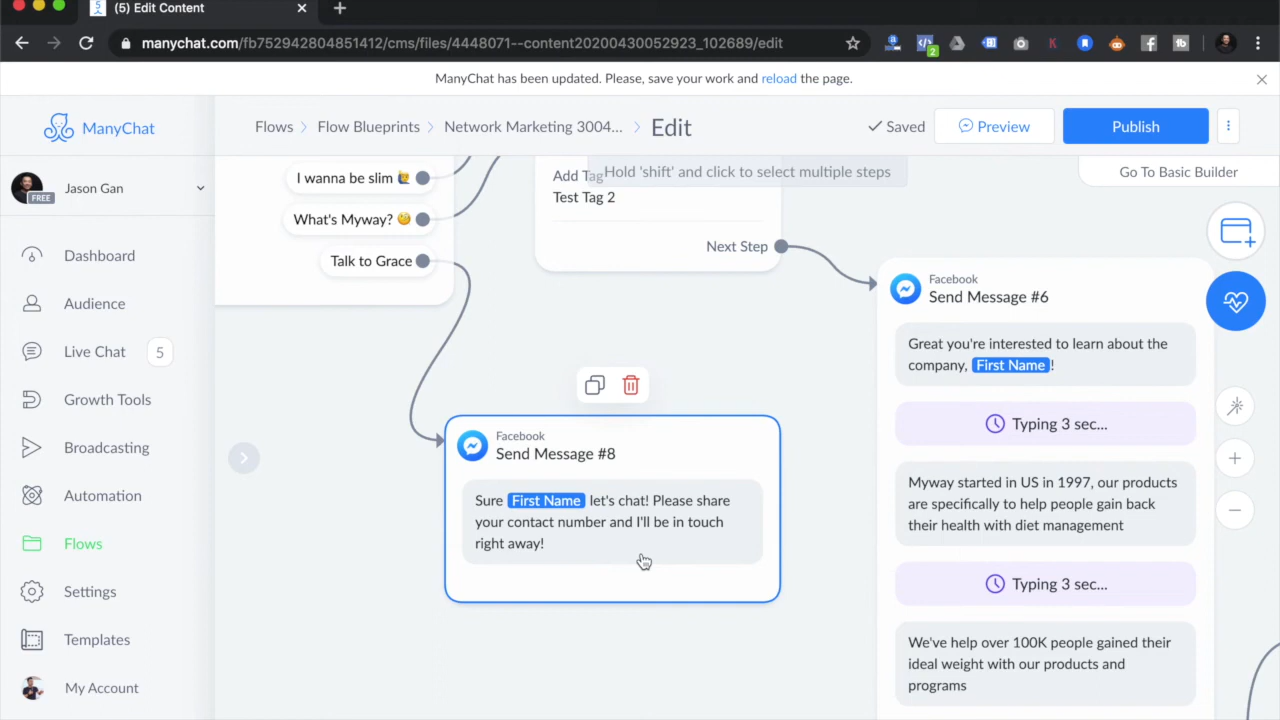 (5) Edit Content
manychat.com/fb752942804851412/cms/files/4448071--content20200430052923_102689/edit
2
ManyChat has been updated. Please, save your work and reload the page.
ManyChat
Flows
Flow Blueprints
Network Marketing 3004...
Edit
Saved
Preview
Publish
Jason Gan
FREE
Dashboard
Audience
Live Chat
5
Growth Tools
Broadcasting
Automation
Flows
Settings
Templates
My Account
Hold 'shift' and click to select multiple steps
Go To Basic Builder
I wanna be slim 🙋
What's Myway? 🧐
Talk to Grace
Add Tag
Test Tag 2
Next Step
Facebook
Send Message #8
Sure First Name let's chat! Please share
your contact number and I'll be in touch
right away!
Facebook
Send Message #6
Great you're interested to learn about the
company, First Name !
Typing 3 sec...
Myway started in US in 1997, our products
are specifically to help people gain back
their health with diet management
Typing 3 sec...
We've help over 100K people gained their
ideal weight with our products and
programs